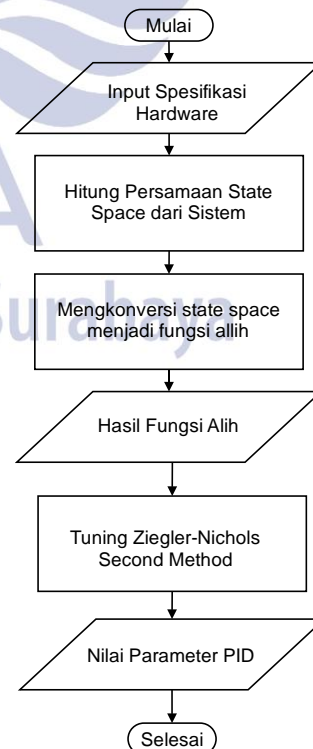 Mulai
Input Spesifikasi
Hardware
Hitung Persamaan State
Space dari Sistem
A
Surabaya
Mengkonversi state space
menjadi fungsi allih
Hasil Fungsi Alih
Tuning Ziegler-Nichols
Second Method
Nilai Parameter PID
Selesai